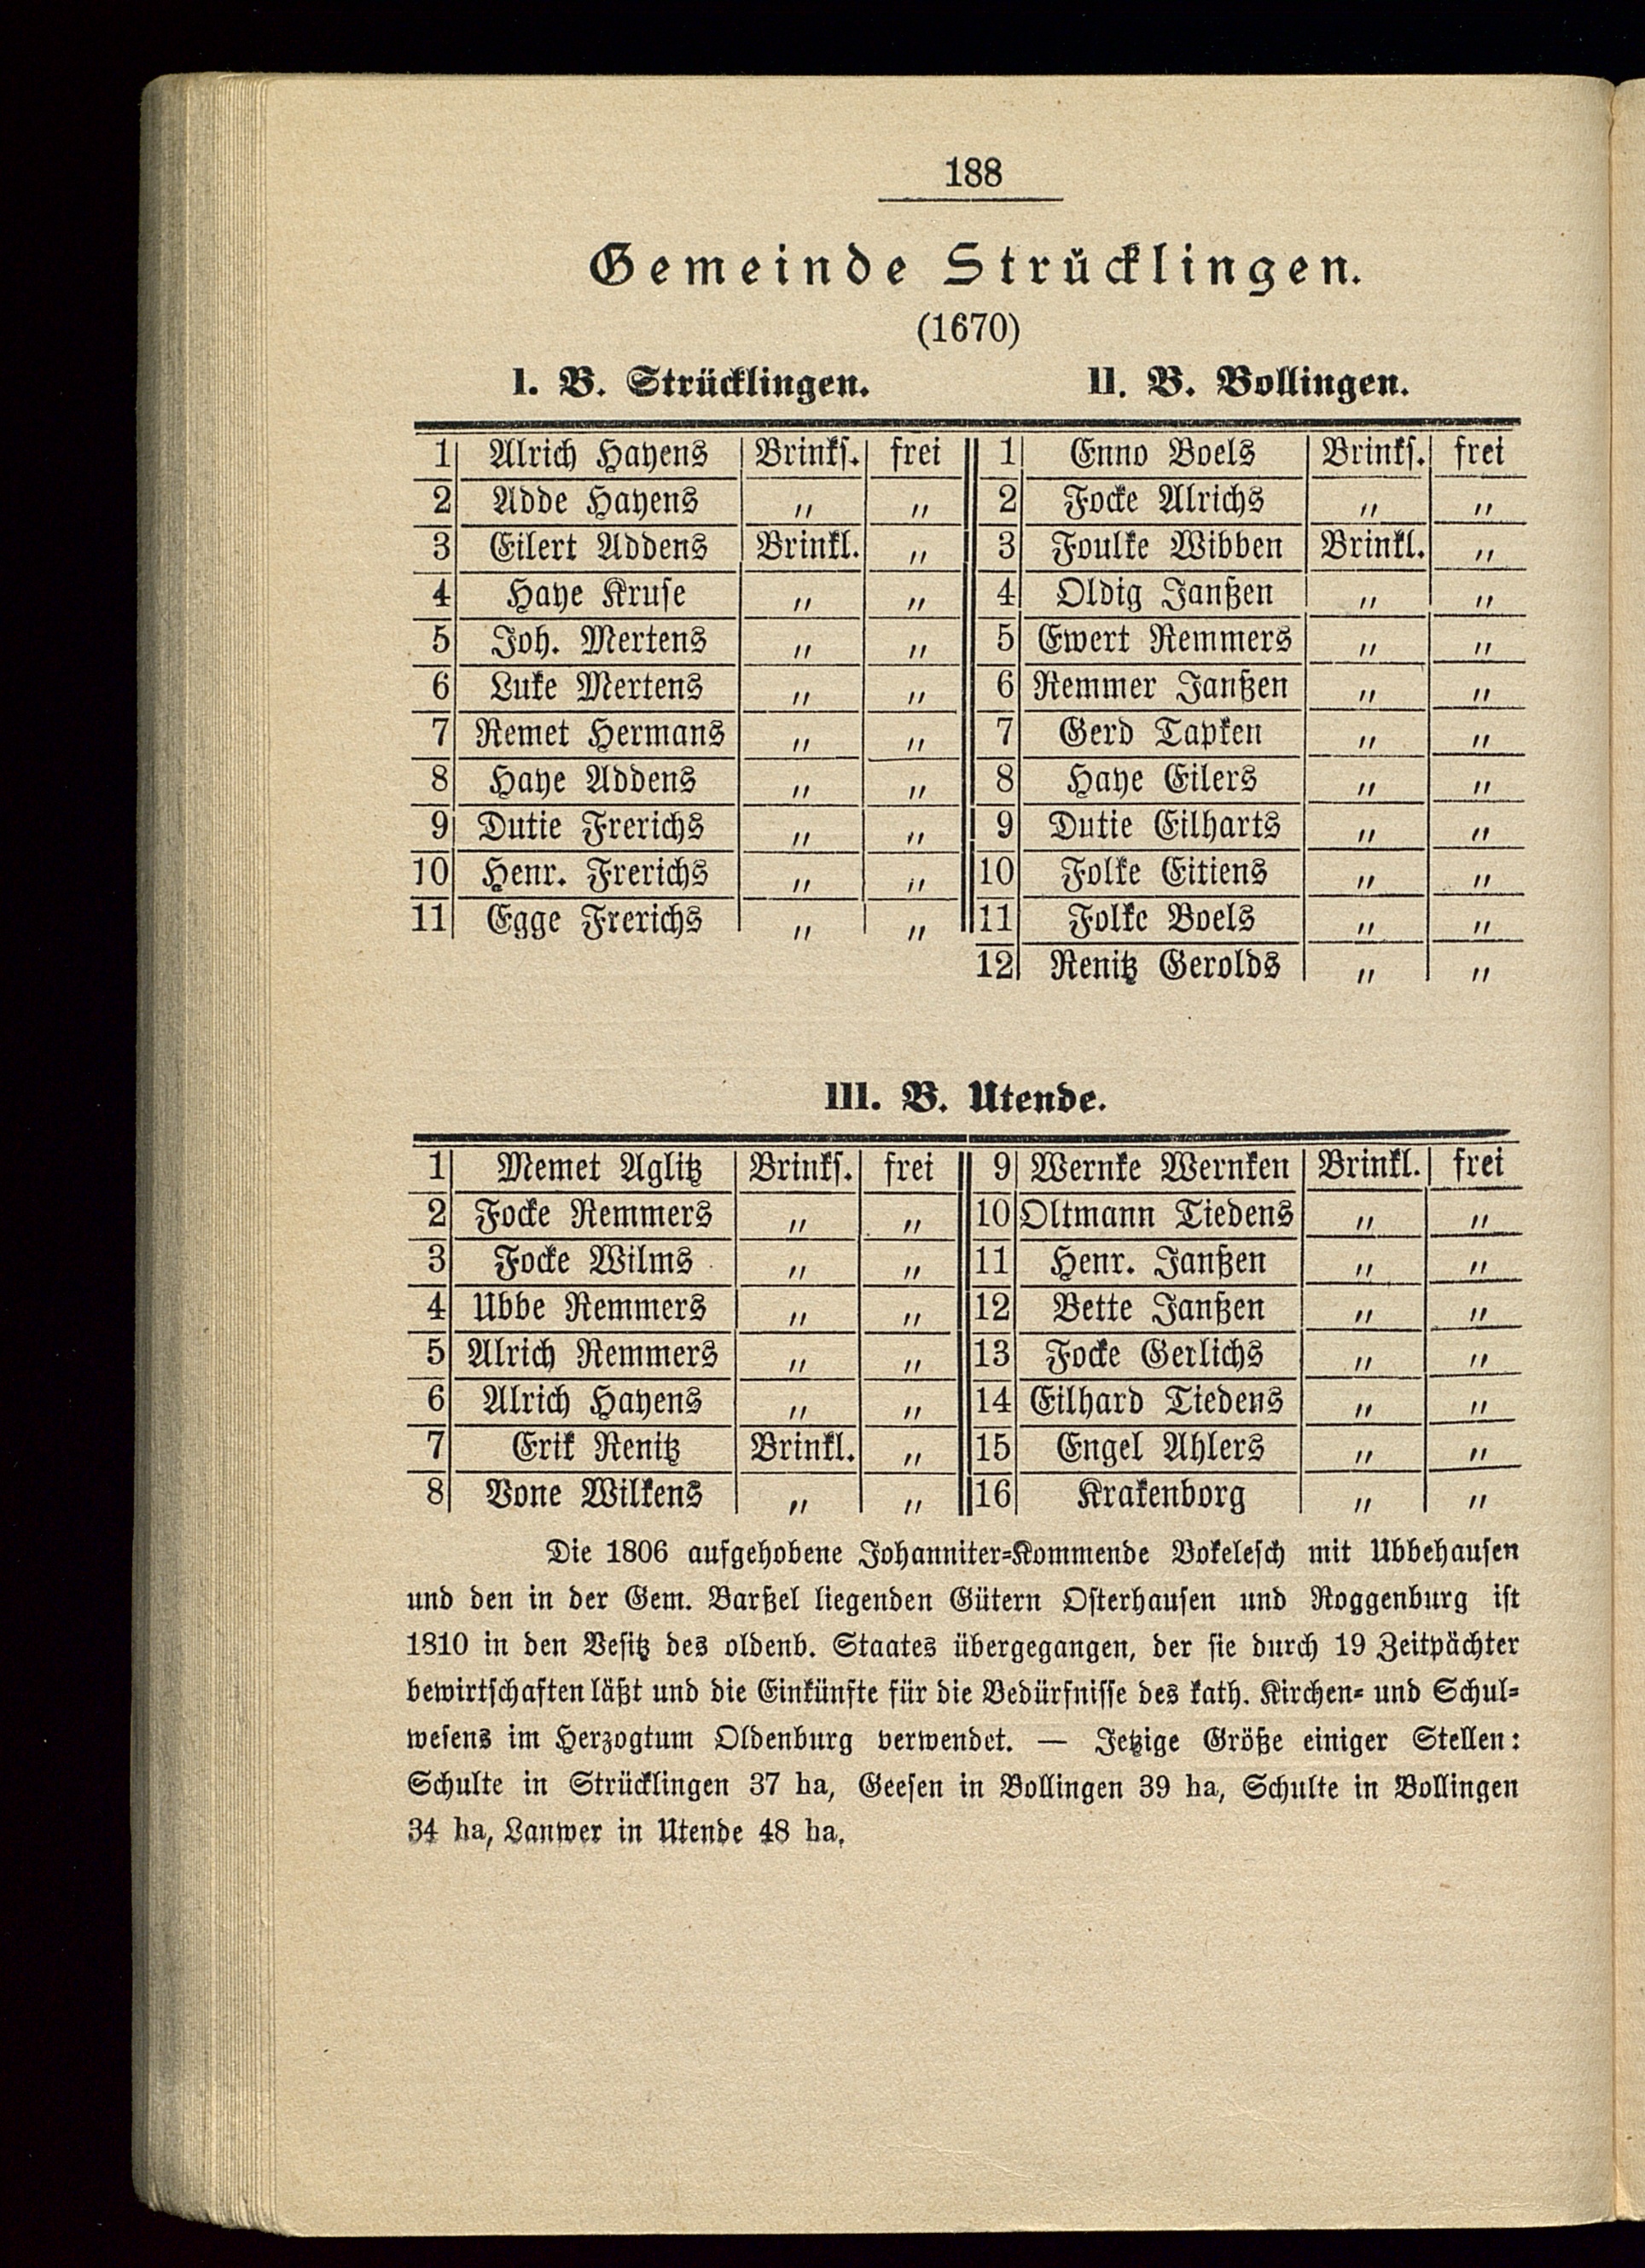 188
Gemeinde Strücklingen.
(1670)
I. B. Strücklingen.
1 Alrich Hayens Brinks. frei
2 Adde Hayens " "
3 Eilert Addens Brinkl. "
4 Haye Kruse " "
5 Joh. Mertens " "
6 Luke Mertens " "
7 Remet Hermans " "
8 Haye Addens " "
9 Dutie Frerichs " "
10 Henr. Frerichs " "
11 Egge Frerichs " "
II. B. Bollingen.
1 Enno Boels Brinks. frei
2 Focke Alrichs " "
3 Foulke Wibben Brinkl. "
4 Oldig Janßen " "
5 Ewert Remmers " "
6 Remmer Janßen " "
7 Gerd Tapken " "
8 Haye Eilers " "
9 Dutie Eilharts " "
10 Folke Eitiens " "
11 Folke Boels " "
12 Renitz Gerolds " "
III. B. Utende.
1 Memet Aglitz Brinks. frei
2 Focke Remmers " "
3 Focke Wilms " "
4 Ubbe Remmers " "
5 Alrich Remmers " "
6 Alrich Hayens " "
7 Erik Renitz Brinkl. "
8 Vone Wilkens " "
9 Wernke Wernken Brinkl. frei
10 Oltmann Tiedens " "
11 Henr. Janßen " "
12 Bette Janßen " "
13 Focke Gerlichs " "
14 Eilhard Tiedens " "
15 Engel Ahlers " "
16 Krakenborg " "
Die 1806 aufgehobene Johanniter-Kommende Bokelesch mit Ubbehausen
und den in der Gem. Barßel liegenden Gütern Osterhausen und Roggenburg ist
1810 in den Besitz des oldenb. Staates übergegangen, der sie durch 19 Zeitpächter
bewirtschaften läßt und die Einkünfte für die Bedürfnisse des kath. Kirchen- und Schul-
wesens im Herzogtum Oldenburg verwendet. — Jetzige Größe einiger Stellen:
Schulte in Strücklingen 37 ha, Geesen in Bollingen 39 ha, Schulte in Bollingen
34 ha, Lanwer in Utende 48 ha.